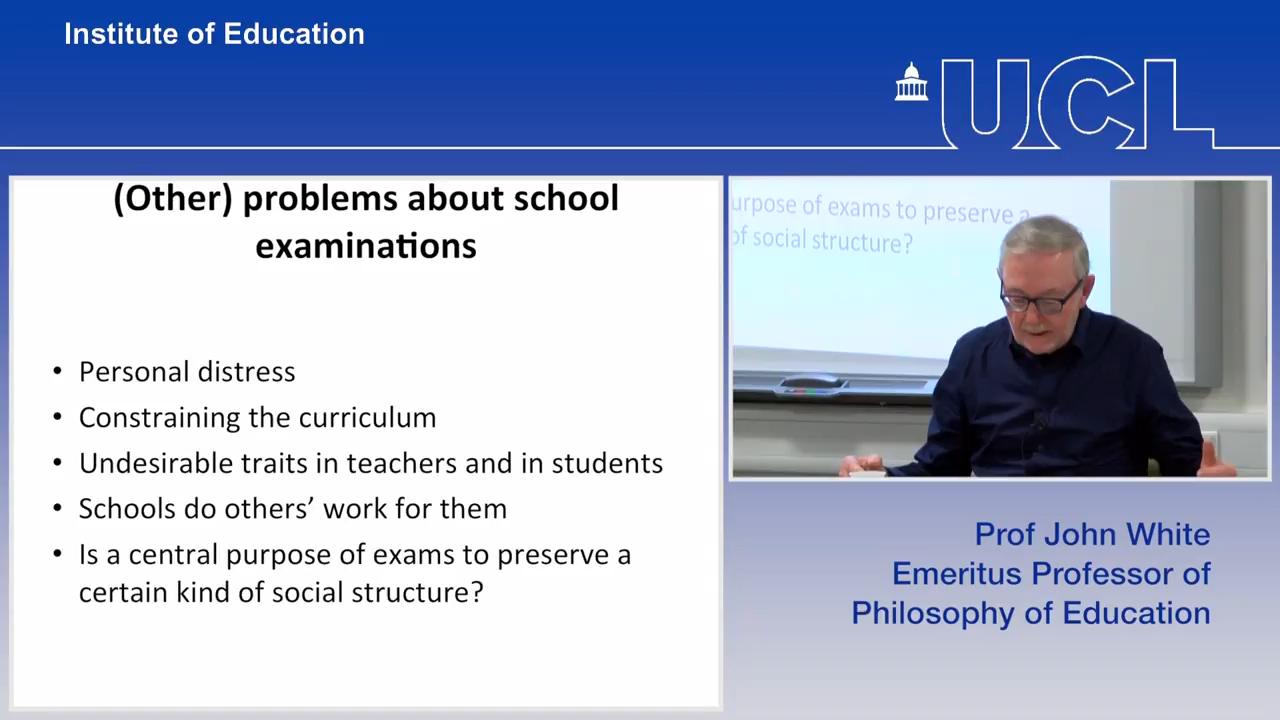 Institute of Education
UCL
(Other) problems about school
examinations
• Personal distress
• Constraining the curriculum
• Undesirable traits in teachers and in students
• Schools do others’ work for them
• Is a central purpose of exams to preserve a
certain kind of social structure?
urpose of exams to preserve a
of social structure?
Prof John White
Emeritus Professor of
Philosophy of Education